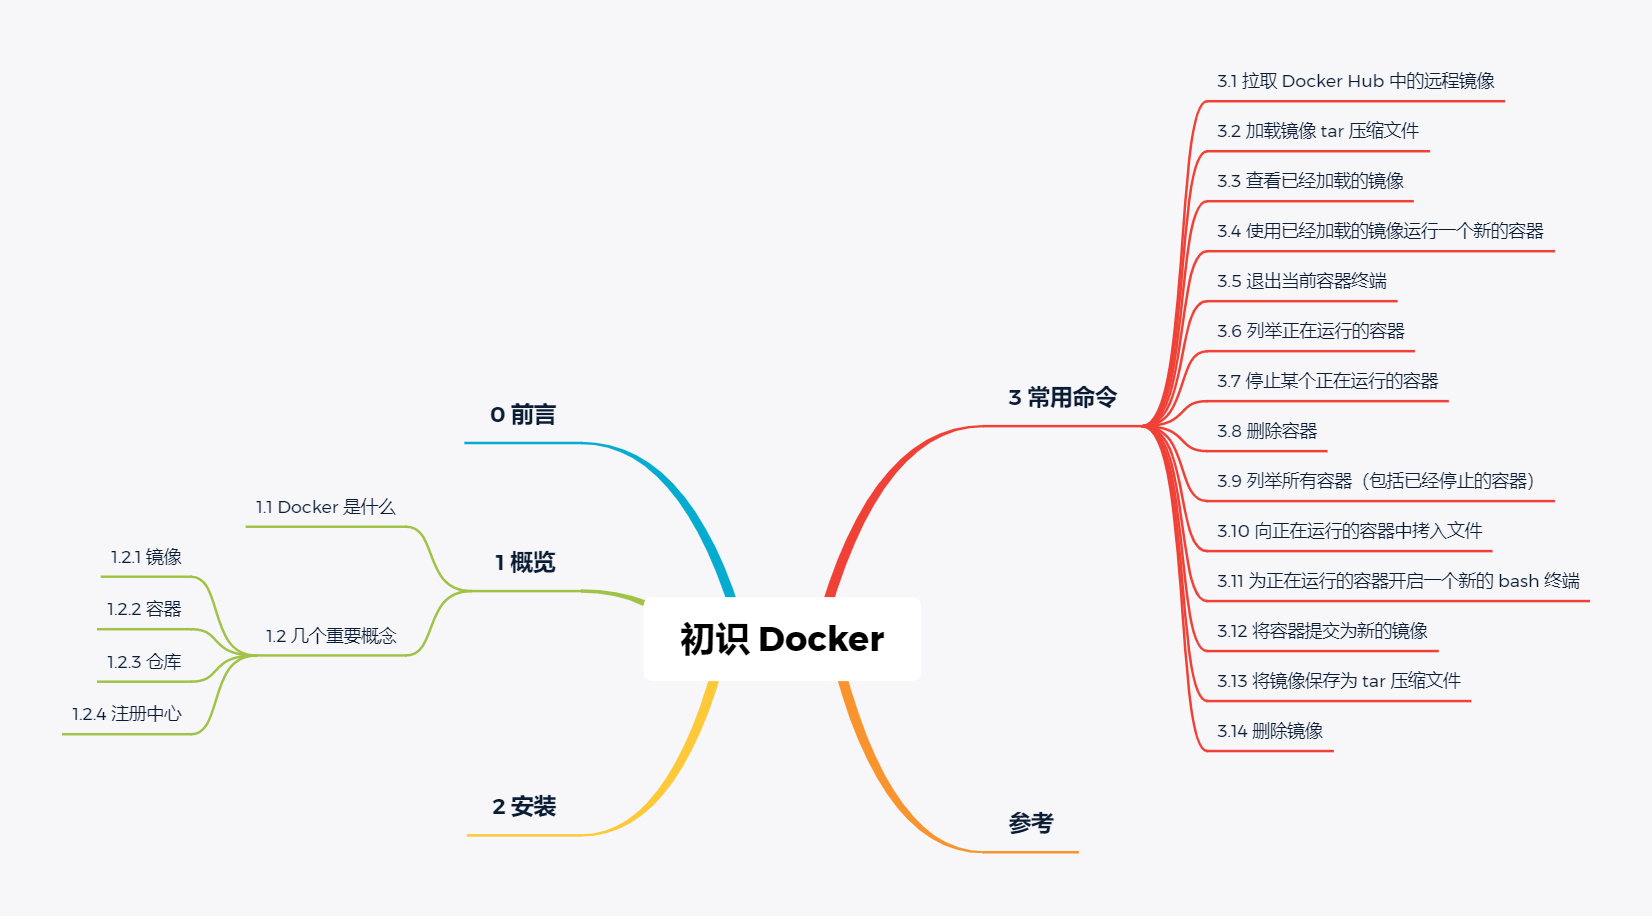 初识 Docker
0 前言
1 概览
1.1 Docker 是什么
1.2 几个重要概念
1.2.1 镜像
1.2.2 容器
1.2.3 仓库
1.2.4 注册中心
2 安装
3 常用命令
3.1 拉取 Docker Hub 中的远程镜像
3.2 加载镜像 tar 压缩文件
3.3 查看已经加载的镜像
3.4 使用已经加载的镜像运行一个新的容器
3.5 退出当前容器终端
3.6 列举正在运行的容器
3.7 停止某个正在运行的容器
3.8 删除容器
3.9 列举所有容器（包括已经停止的容器）
3.10 向正在运行的容器中拷入文件
3.11 为正在运行的容器开启一个新的 bash 终端
3.12 将容器提交为新的镜像
3.13 将镜像保存为 tar 压缩文件
3.14 删除镜像
参考